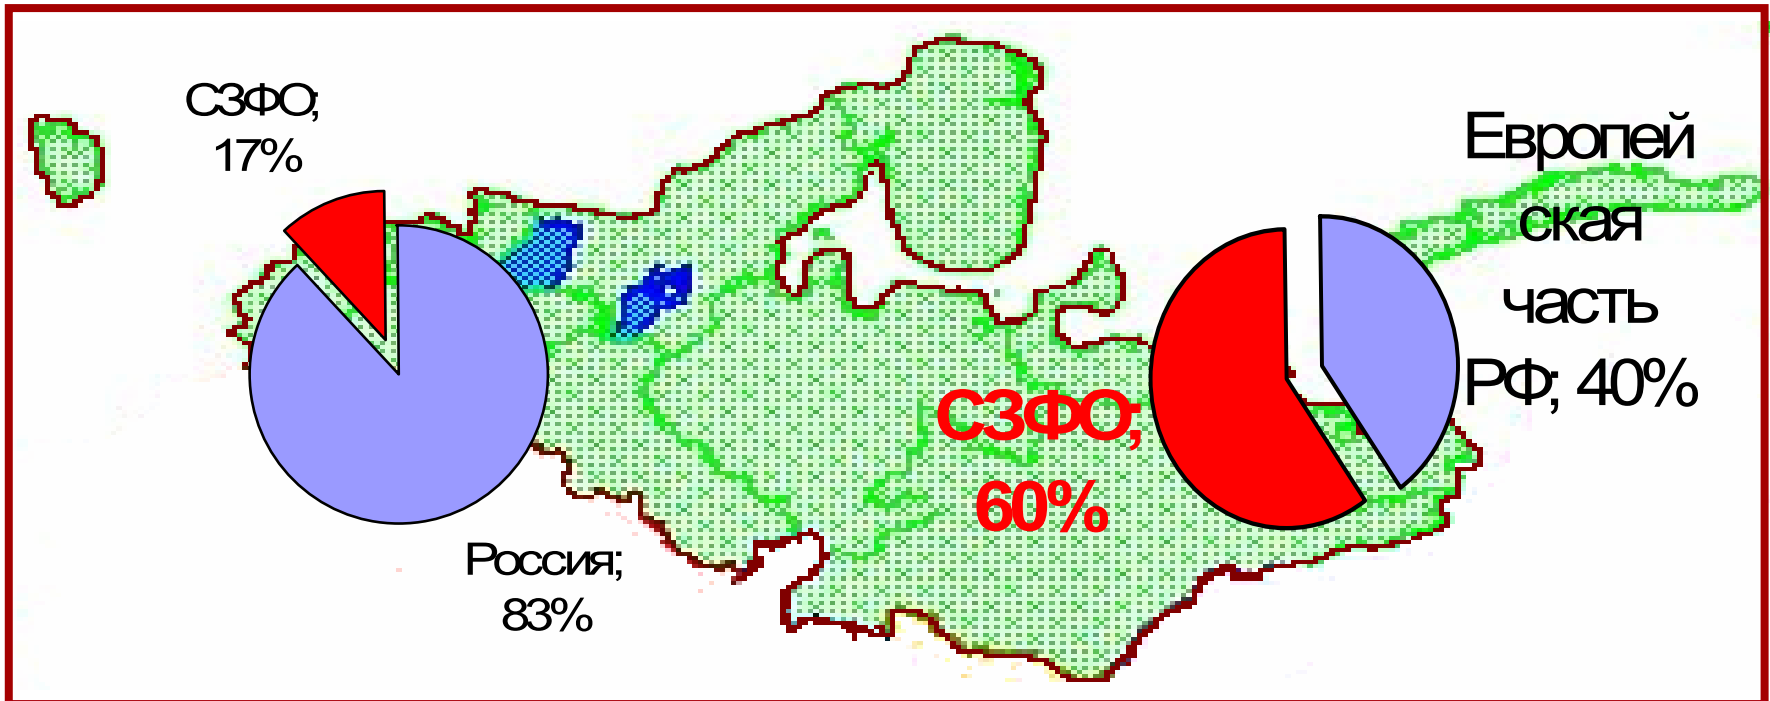 СЗФО;
17%
Россия;
83%
СЗФО;
60%
Европей
ская
часть
РФ; 40%